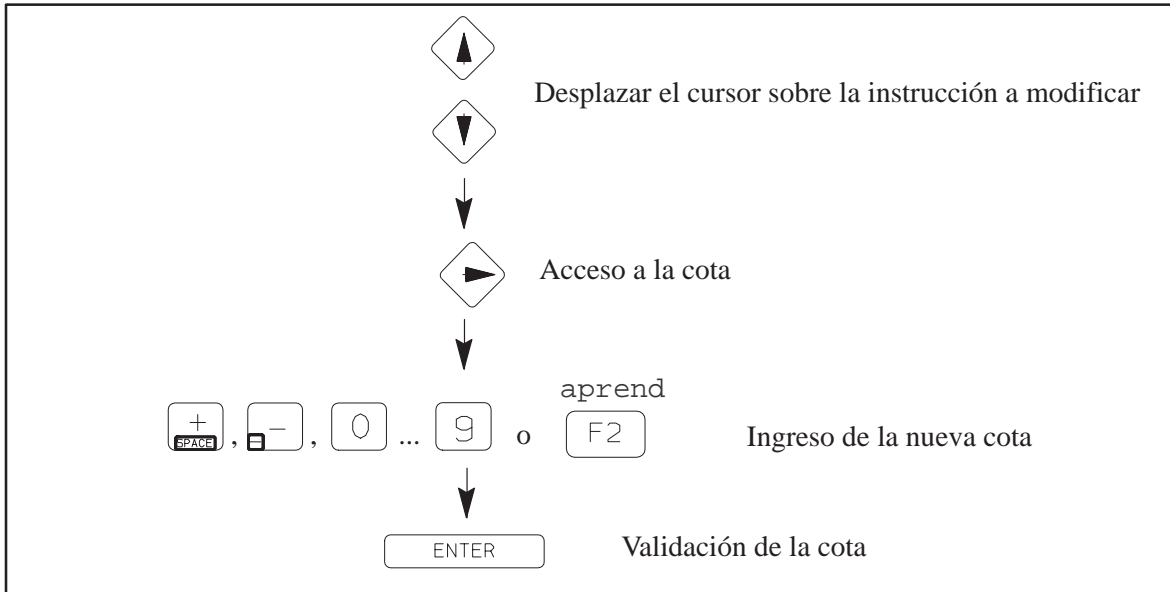 Desplazar el cursor sobre la instrucción a modificar
Acceso a la cota
aprend
+ SPACE , - , 0 ... 9 o F2 Ingreso de la nueva cota
ENTER Validación de la cota